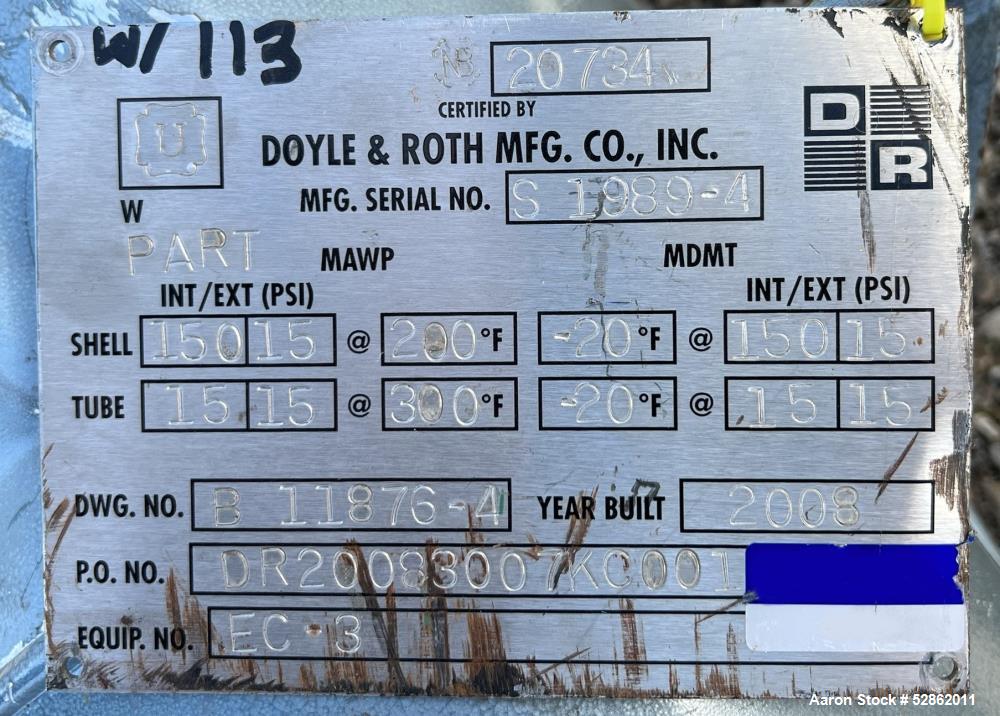 W/ 113
NB 20734
CERTIFIED BY
U
DOYLE & ROTH MFG. CO., INC.
D R
W
MFG. SERIAL NO. S 1989-4
PART
MAWP MDMT
INT/EXT (PSI) INT/EXT (PSI)
SHELL 150 15 @ 200 °F -20 °F @ 150 15
TUBE 15 15 @ 300 °F -20 °F @ 15 15
DWG. NO. B 11876-4 YEAR BUILT 2008
P.O. NO. DR20083007KC001
EQUIP. NO. EC-3
Aaron Stock # 52862011